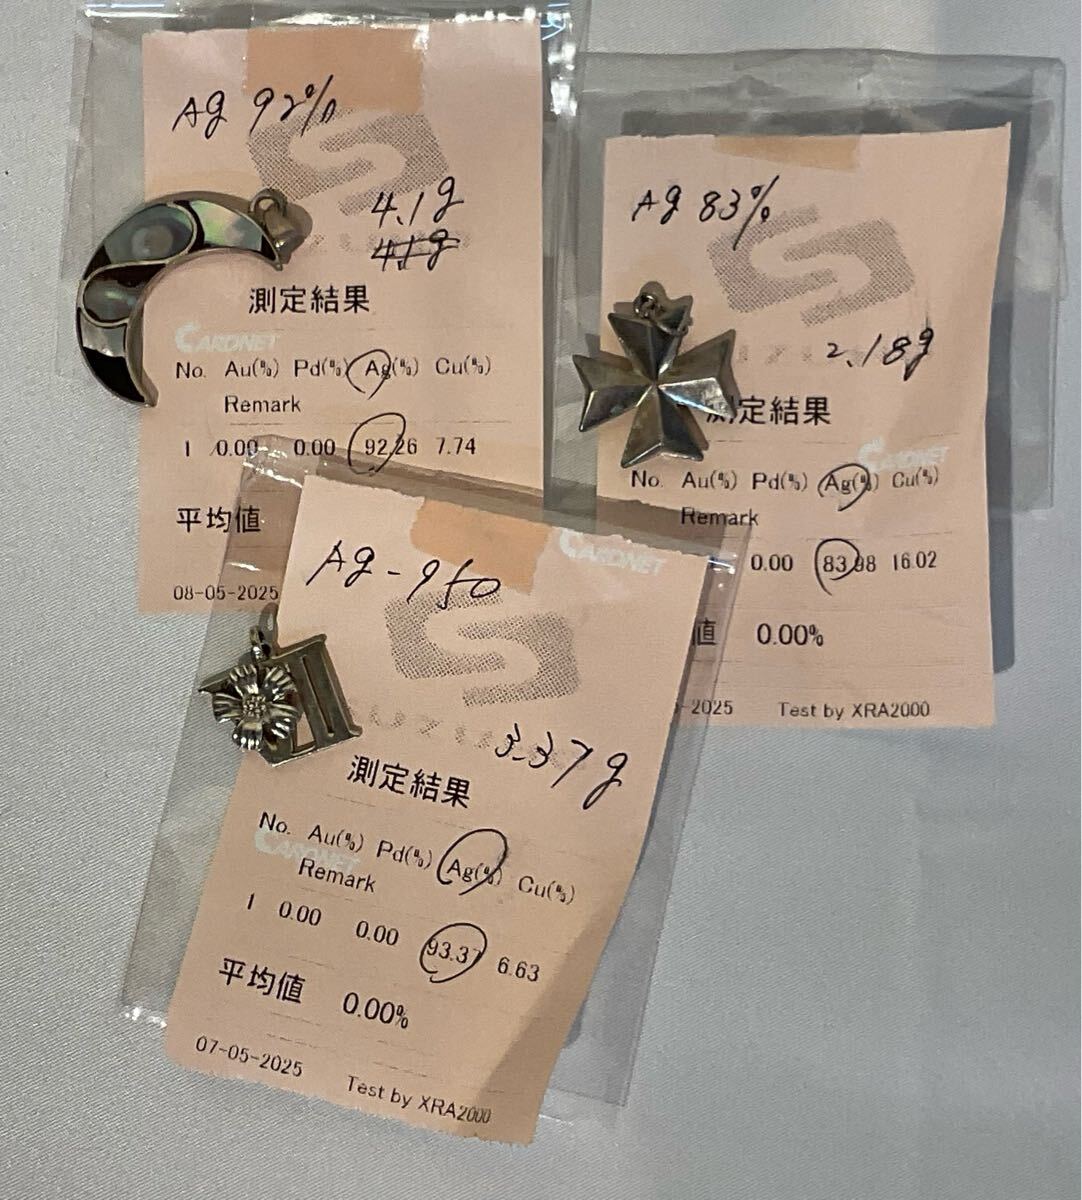 Ag 92%
4.1g
測定結果
CARDNET
No. Au(%) Pd(%) Ag(%) Cu(%)
Remark
1 0.00 0.00 92.26 7.74
平均値
08-05-2025
Ag 83%
2.18g
測定結果
CARDNET
No. Au(%) Pd(%) Ag(%) Cu(%)
Remark
0.00 83.98 16.02
値 0.00%
-2025 Test by XRA2000
CARDNET
Ag-950
3.37g
測定結果
No. Au(%) Pd(%) Ag(%) Cu(%)
CARDNET
Remark
1 0.00 0.00 93.37 6.63
平均値 0.00%
07-05-2025 Test by XRA2000